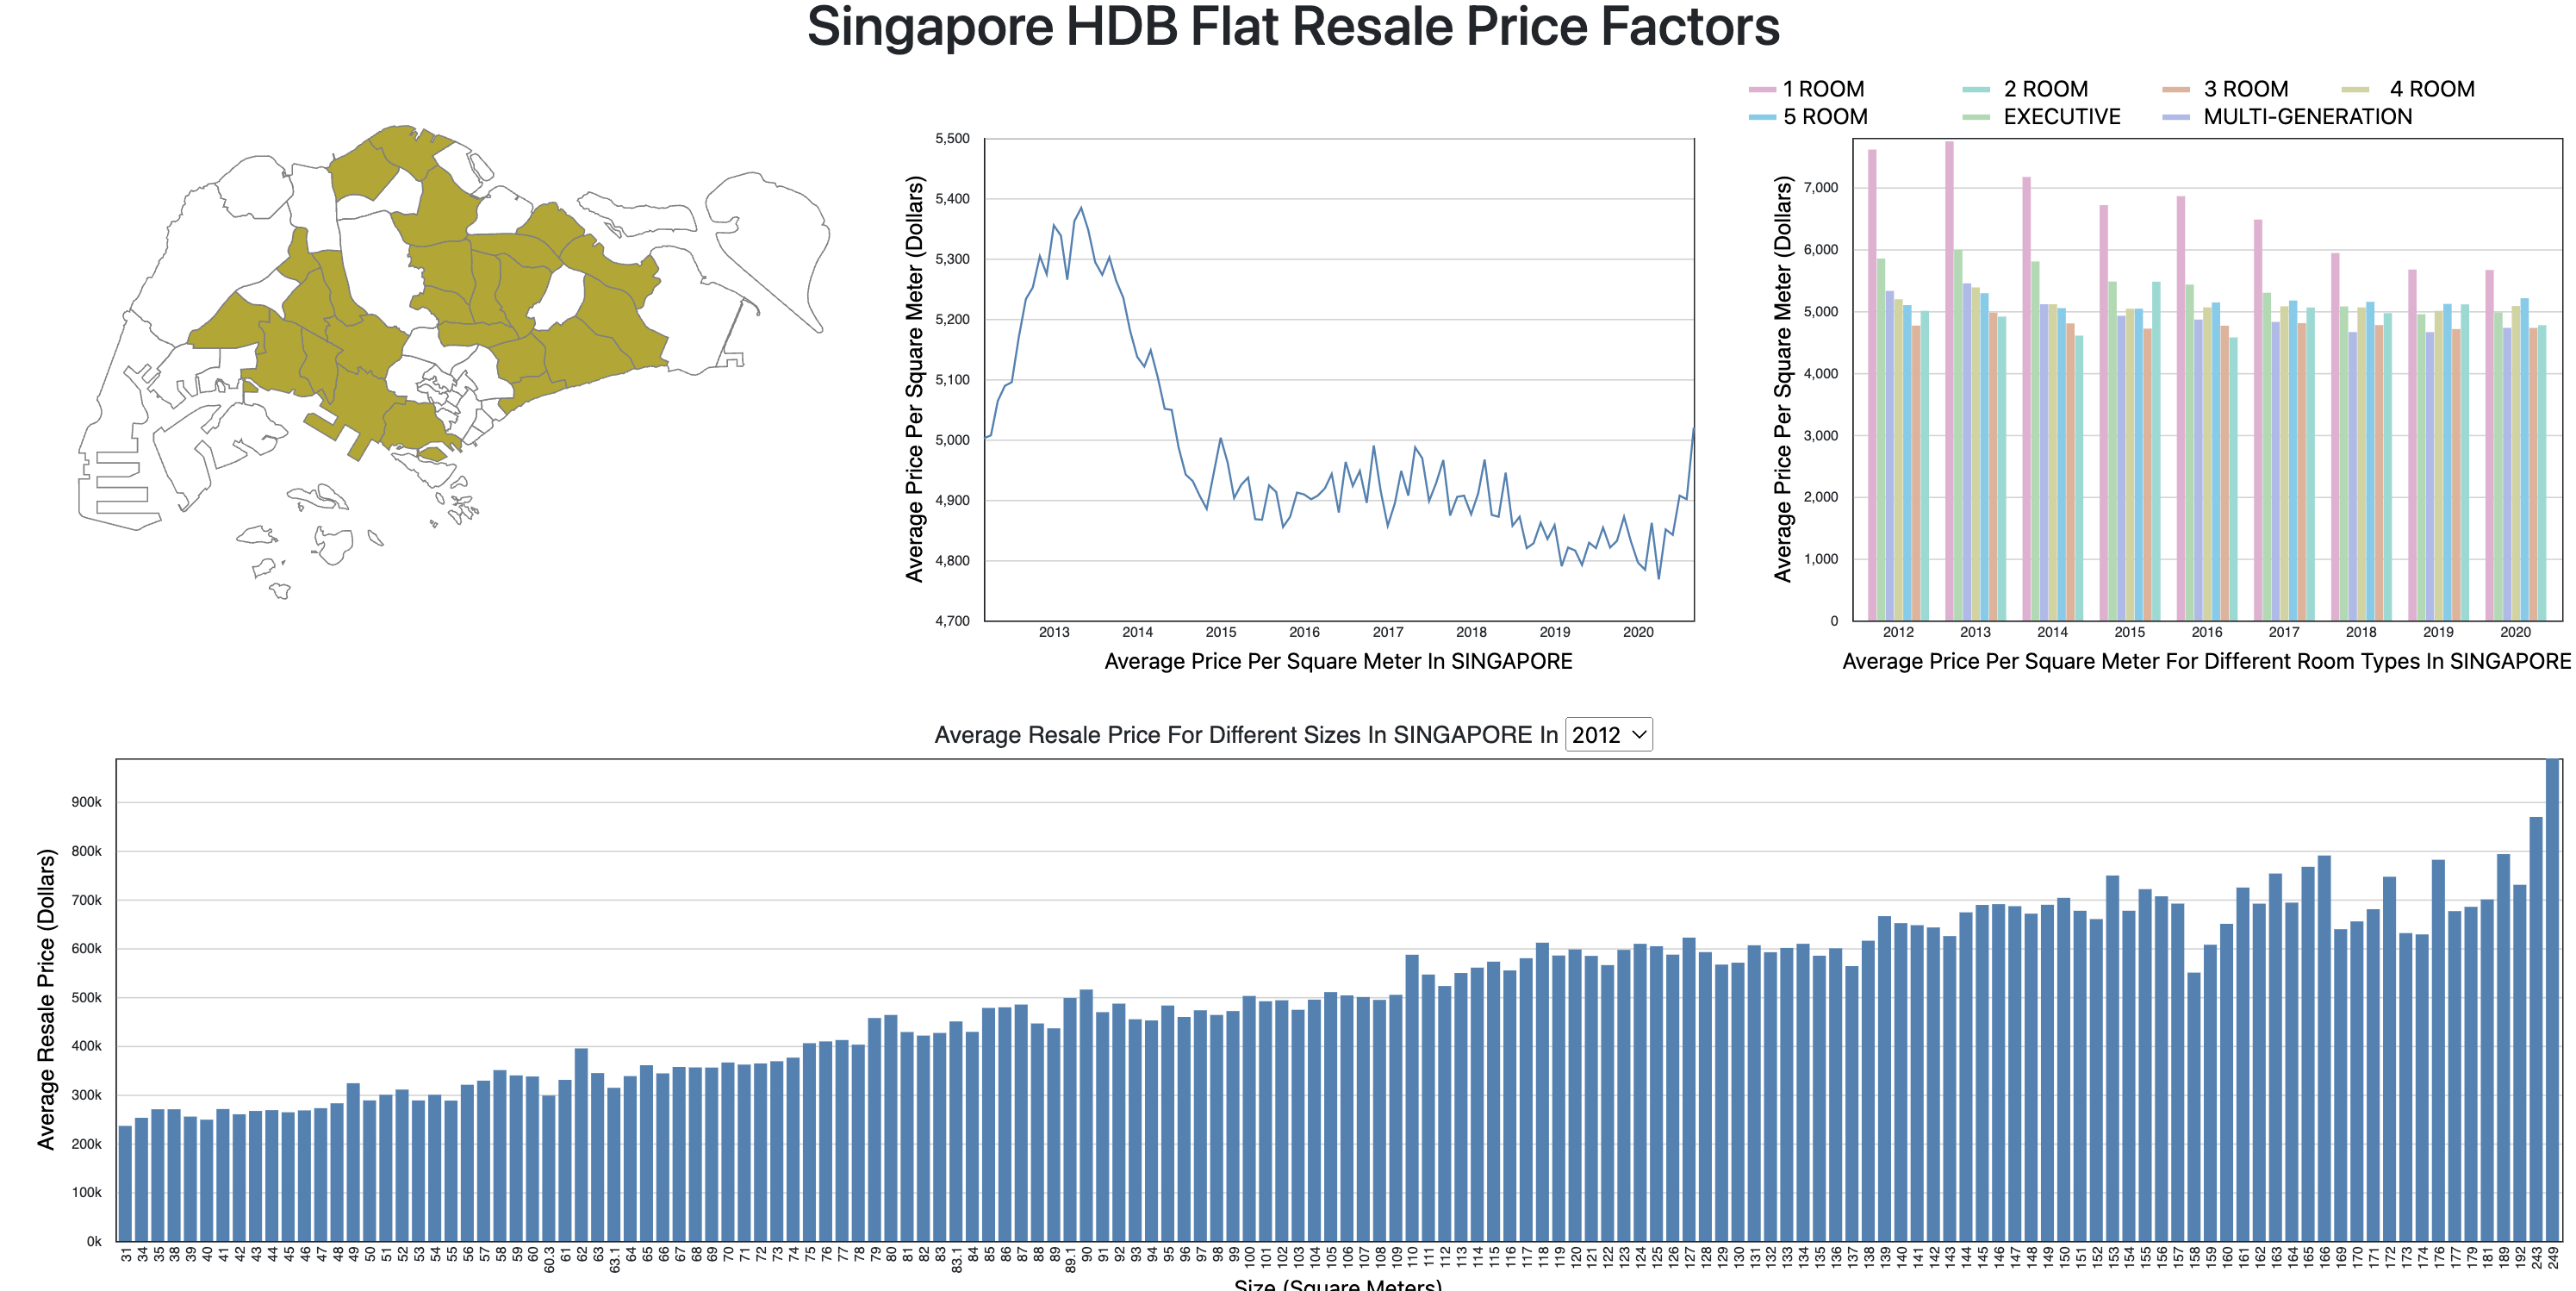 Singapore HDB Flat Resale Price Factors
1 ROOM 2 ROOM 3 ROOM 4 ROOM
5 ROOM EXECUTIVE MULTI-GENERATION
Average Price Per Square Meter (Dollars)
5,500
5,400
5,300
5,200
5,100
5,000
4,900
4,800
4,700
2013 2014 2015 2016 2017 2018 2019 2020
Average Price Per Square Meter In SINGAPORE
Average Price Per Square Meter (Dollars)
7,000
6,000
5,000
4,000
3,000
2,000
1,000
0
2012 2013 2014 2015 2016 2017 2018 2019 2020
Average Price Per Square Meter For Different Room Types In SINGAPORE
Average Resale Price For Different Sizes In SINGAPORE In 2012
Average Resale Price (Dollars)
900k
800k
700k
600k
500k
400k
300k
200k
100k
0k
31 34 35 38 39 40 41 42 43 44 45 46 47 48 49 50 51 52 53 54 55 56 57 58 59 60 60.3 61 62 63 63.1 64 65 66 67 68 69 70 71 72 73 74 75 76 77 78 79 80 81 82 83 83.1 84 85 86 87 88 89 89.1 90 91 92 93 94 95 96 97 98 99 100 101 102 103 104 105 106 107 108 109 110 111 112 113 114 115 116 117 118 119 120 121 122 123 124 125 126 127 128 129 130 131 132 133 134 135 136 137 138 139 140 141 142 143 144 145 146 147 148 149 150 151 152 153 154 155 156 157 158 159 160 161 162 163 164 165 166 169 170 171 172 173 174 176 177 179 181 189 192 243 249
Size (Square Meters)